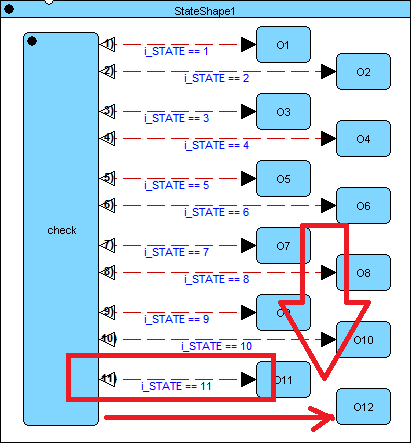 StateShape1
1) O1
i_STATE == 1
2) O2
i_STATE == 2
3) O3
i_STATE == 3
4) O4
i_STATE == 4
5) O5
i_STATE == 5
6) O6
i_STATE == 6
check
7) O7
i_STATE == 7
8) O8
i_STATE == 8
9) O9
i_STATE == 9
10) O10
i_STATE == 10
11) O11
i_STATE == 11
O12